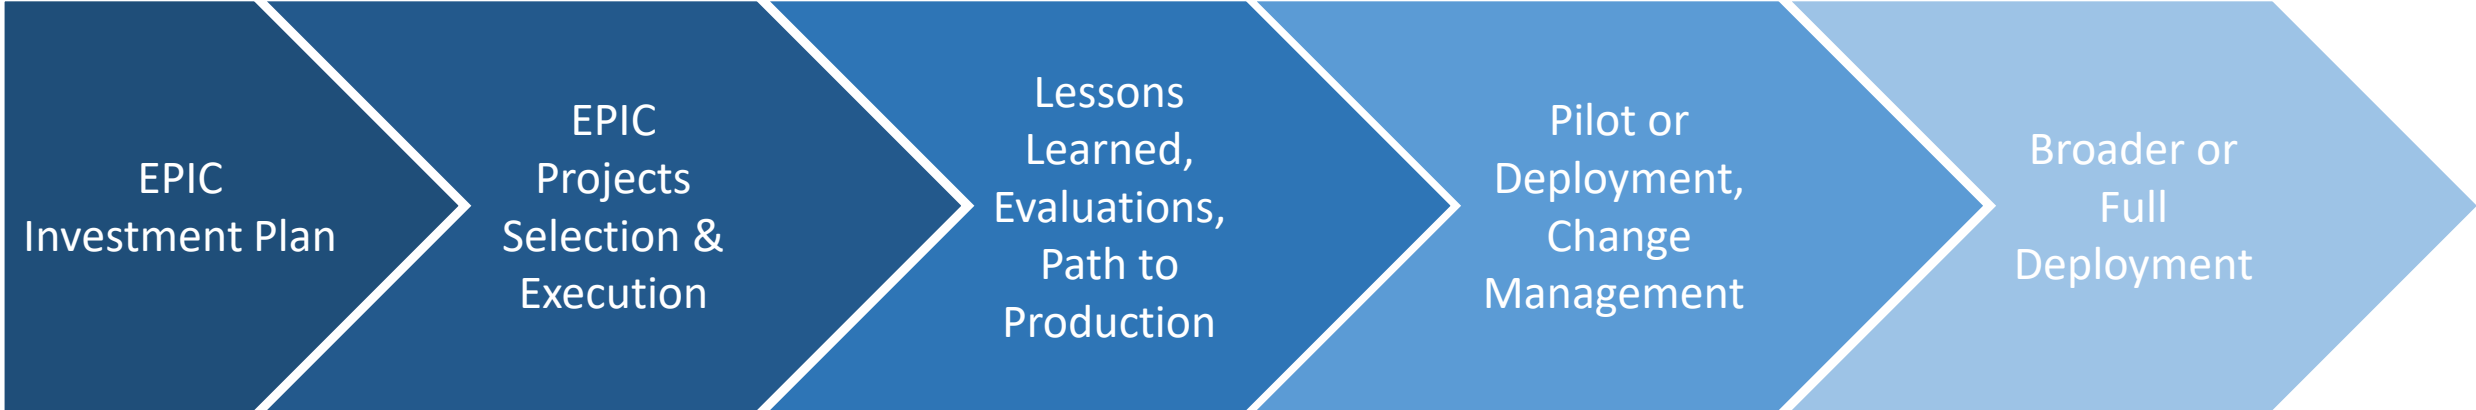 EPIC
Investment Plan
EPIC
Projects
Selection &
Execution
Lessons
Learned,
Evaluations,
Path to
Production
Pilot or
Deployment,
Change
Management
Broader or
Full
Deployment